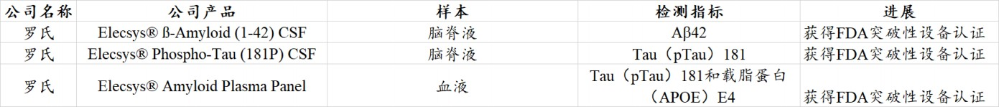 公司名称 公司产品 样本 检测指标 进展
罗氏 Elecsys® ß-Amyloid (1-42) CSF 脑脊液 Aβ42 获得FDA突破性设备认证
罗氏 Elecsys® Phospho-Tau (181P) CSF 脑脊液 Tau（pTau）181 获得FDA突破性设备认证
罗氏 Elecsys® Amyloid Plasma Panel 血液 Tau（pTau）181和载脂蛋白
（APOE）E4 获得FDA突破性设备认证